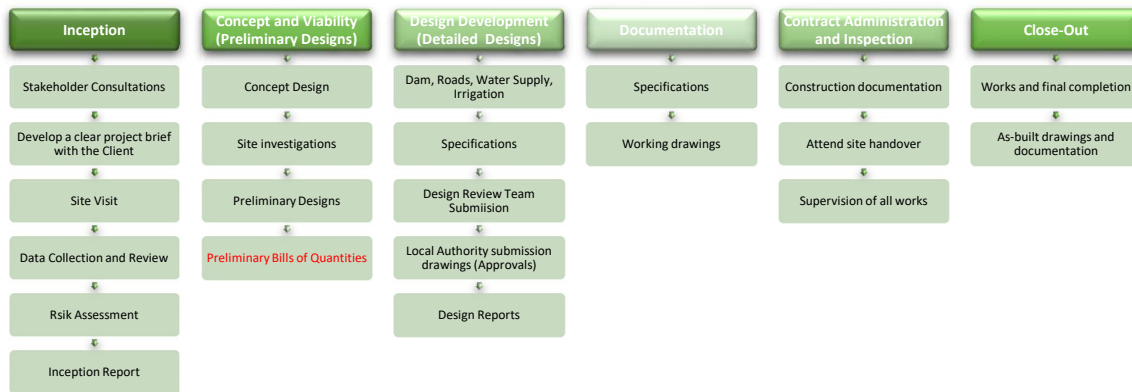 Inception
Stakeholder Consultations
Develop a clear project brief
with the Client
Site Visit
Data Collection and Review
Rsik Assessment
Inception Report
Concept and Viability
(Preliminary Designs)
Concept Design
Site investigations
Preliminary Designs
Preliminary Bills of Quantities
Design Development
(Detailed Designs)
Dam, Roads, Water Supply,
Irrigation
Specifications
Design Review Team
Submiision
Local Authority submission
drawings (Approvals)
Design Reports
Documentation
Specifications
Working drawings
Contract Administration
and Inspection
Construction documentation
Attend site handover
Supervision of all works
Close-Out
Works and final completion
As-built drawings and
documentation